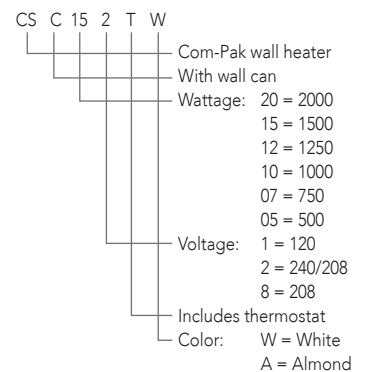 CS C 15 2 T W
Com-Pak wall heater
With wall can
Wattage: 20 = 2000
15 = 1500
12 = 1250
10 = 1000
07 = 750
05 = 500
Voltage: 1 = 120
2 = 240/208
8 = 208
Includes thermostat
Color: W = White
A = Almond